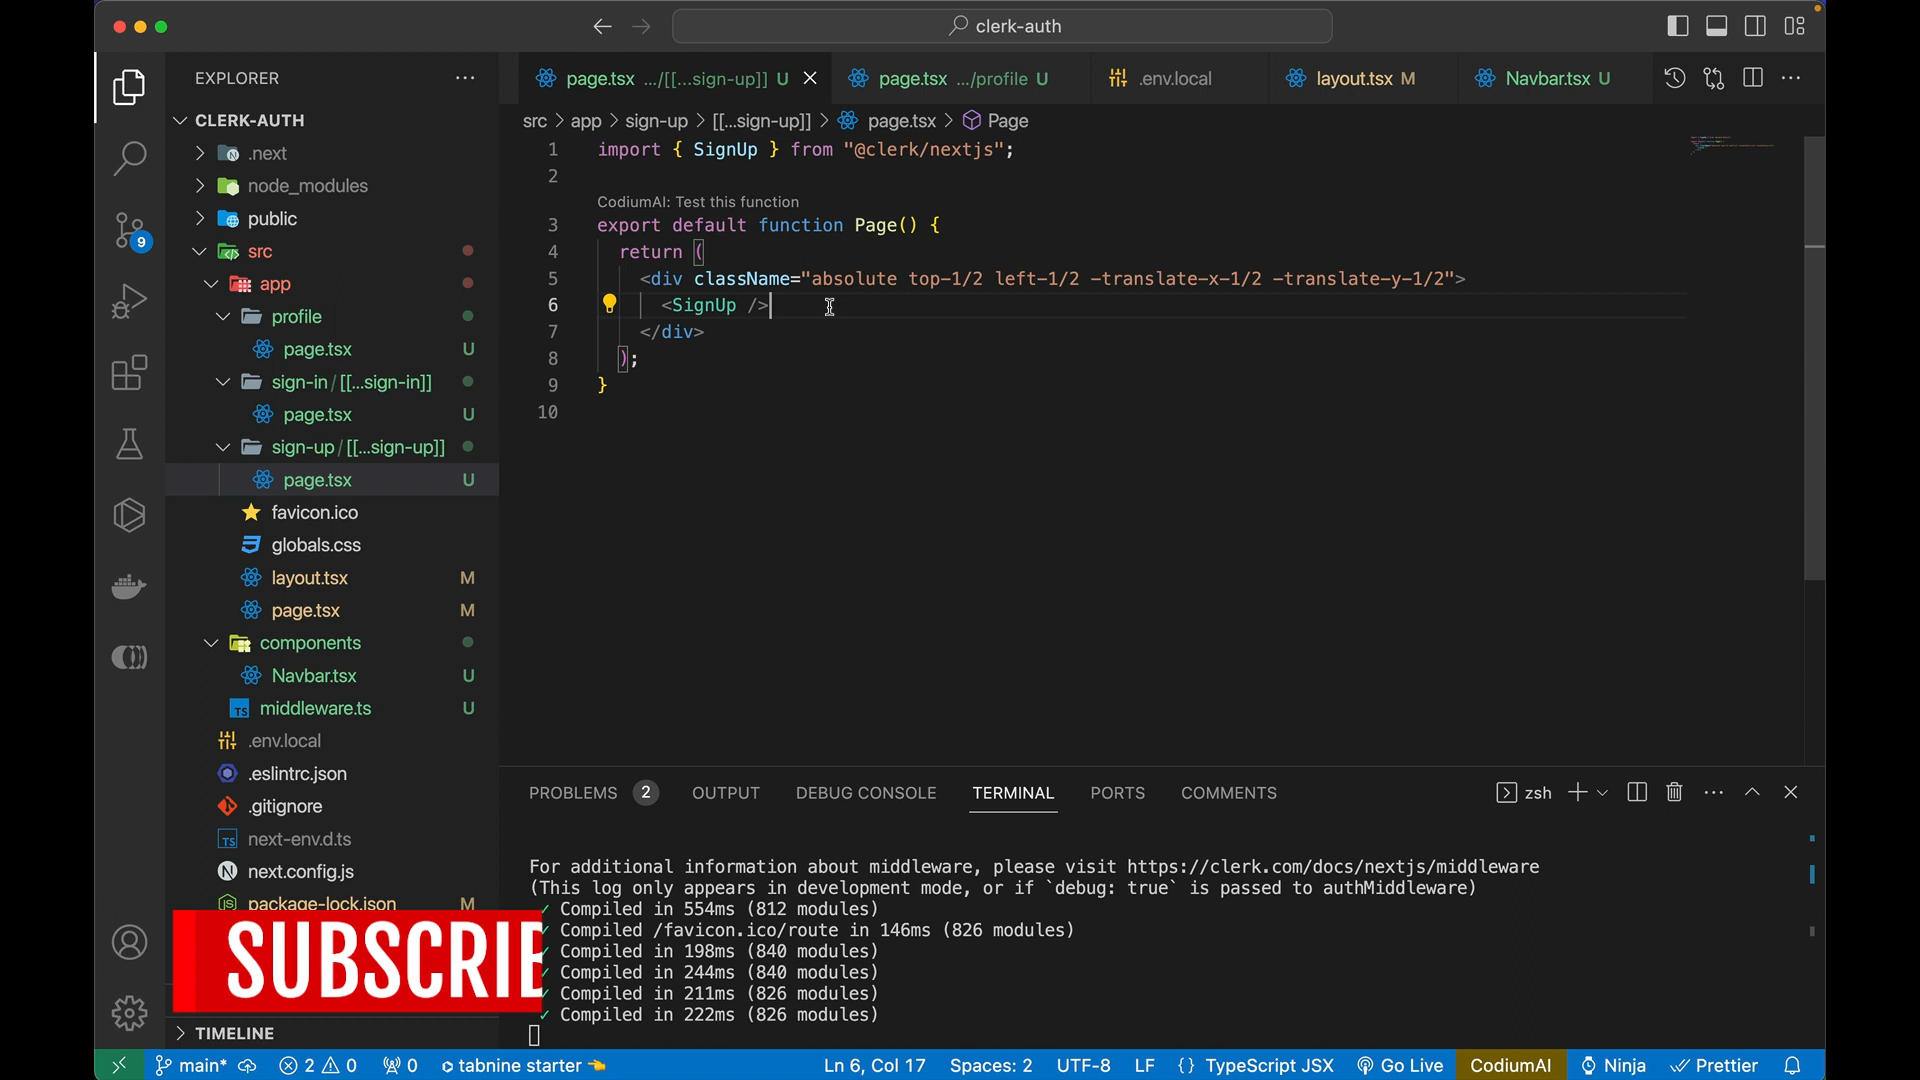 clerk-auth
EXPLORER
page.tsx .../[[...sign-up]] U
page.tsx .../profile U
.env.local
layout.tsx M
Navbar.tsx U
src > app > sign-up > [[...sign-up]] > page.tsx > Page
CLERK-AUTH
.next
node_modules
public
src
app
profile
page.tsx U
sign-in / [[...sign-in]]
page.tsx U
sign-up / [[...sign-up]]
page.tsx U
favicon.ico
globals.css
layout.tsx M
page.tsx M
components
Navbar.tsx U
TS middleware.ts U
.env.local
.eslintrc.json
.gitignore
TS next-env.d.ts
next.config.js
package-lock.json M
TIMELINE
9
1 import { SignUp } from "@clerk/nextjs";
2
CodiumAI: Test this function
3 export default function Page() {
4 return (
5 <div className="absolute top-1/2 left-1/2 -translate-x-1/2 -translate-y-1/2">
6 <SignUp />
7 </div>
8 );
9 }
10
PROBLEMS 2 OUTPUT DEBUG CONSOLE TERMINAL PORTS COMMENTS
zsh
For additional information about middleware, please visit https://clerk.com/docs/nextjs/middleware
(This log only appears in development mode, or if `debug: true` is passed to authMiddleware)
✓ Compiled in 554ms (812 modules)
✓ Compiled /favicon.ico/route in 146ms (826 modules)
✓ Compiled in 198ms (840 modules)
✓ Compiled in 244ms (840 modules)
✓ Compiled in 211ms (826 modules)
✓ Compiled in 222ms (826 modules)
SUBSCRIB
main* 2 0 0 tabnine starter Ln 6, Col 17 Spaces: 2 UTF-8 LF {} TypeScript JSX Go Live CodiumAI Ninja Prettier